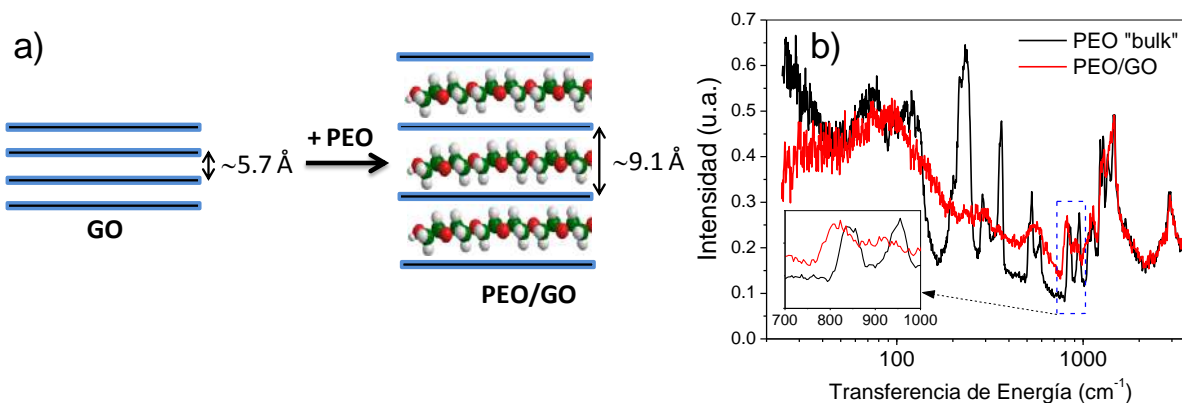 a)
GO
~5.7 Å
+ PEO
~9.1 Å
PEO/GO
b)
PEO "bulk"
PEO/GO
Intensidad (u.a.)
0.7
0.6
0.5
0.4
0.3
0.2
0.1
0.0
700 800 900 1000
100 1000
Transferencia de Energía (cm-1)